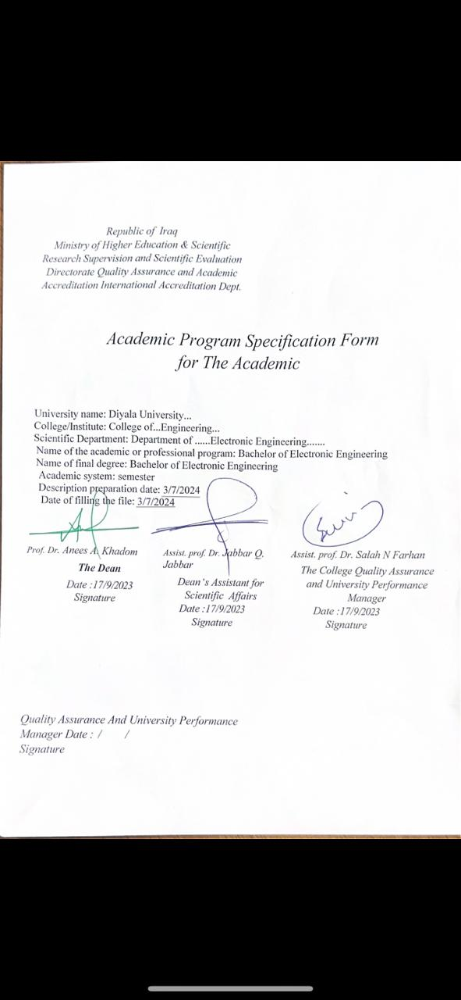 Republic of Iraq
Ministry of Higher Education & Scientific
Research Supervision and Scientific Evaluation
Directorate Quality Assurance and Academic
Accreditation International Accreditation Dept.
Academic Program Specification Form
for The Academic
University name: Diyala University...
College/Institute: College of...Engineering...
Scientific Department: Department of ......Electronic Engineering.......
Name of the academic or professional program: Bachelor of Electronic Engineering
Name of final degree: Bachelor of Electronic Engineering
Academic system: semester
Description preparation date: 3/7/2024
Date of filling the file: 3/7/2024
Prof. Dr. Anees A. Khadom
The Dean
Date :17/9/2023
Signature
Assist. prof. Dr. Jabbar Q.
Jabbar
Dean's Assistant for
Scientific Affairs
Date :17/9/2023
Signature
Assist. prof. Dr. Salah N Farhan
The College Quality Assurance
and University Performance
Manager
Date :17/9/2023
Signature
Quality Assurance And University Performance
Manager Date : / /
Signature